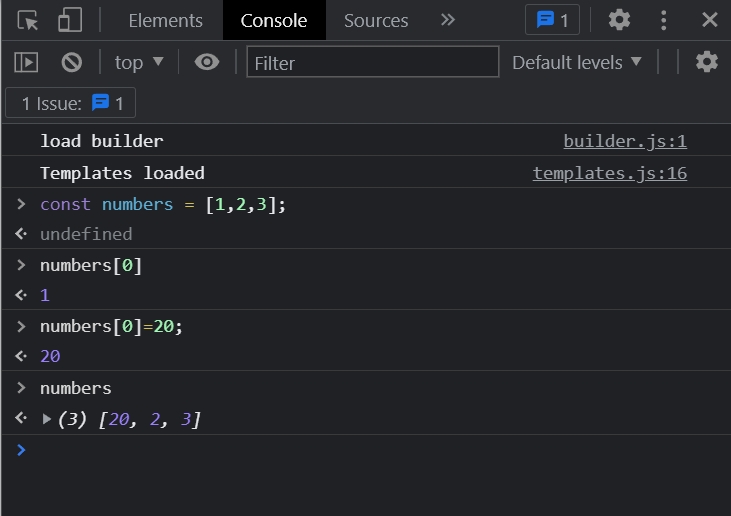 Elements Console Sources 1
top Filter Default levels
1 Issue: 1
load builder builder.js:1
Templates loaded templates.js:16
const numbers = [1,2,3];
undefined
numbers[0]
1
numbers[0]=20;
20
numbers
(3) [20, 2, 3]